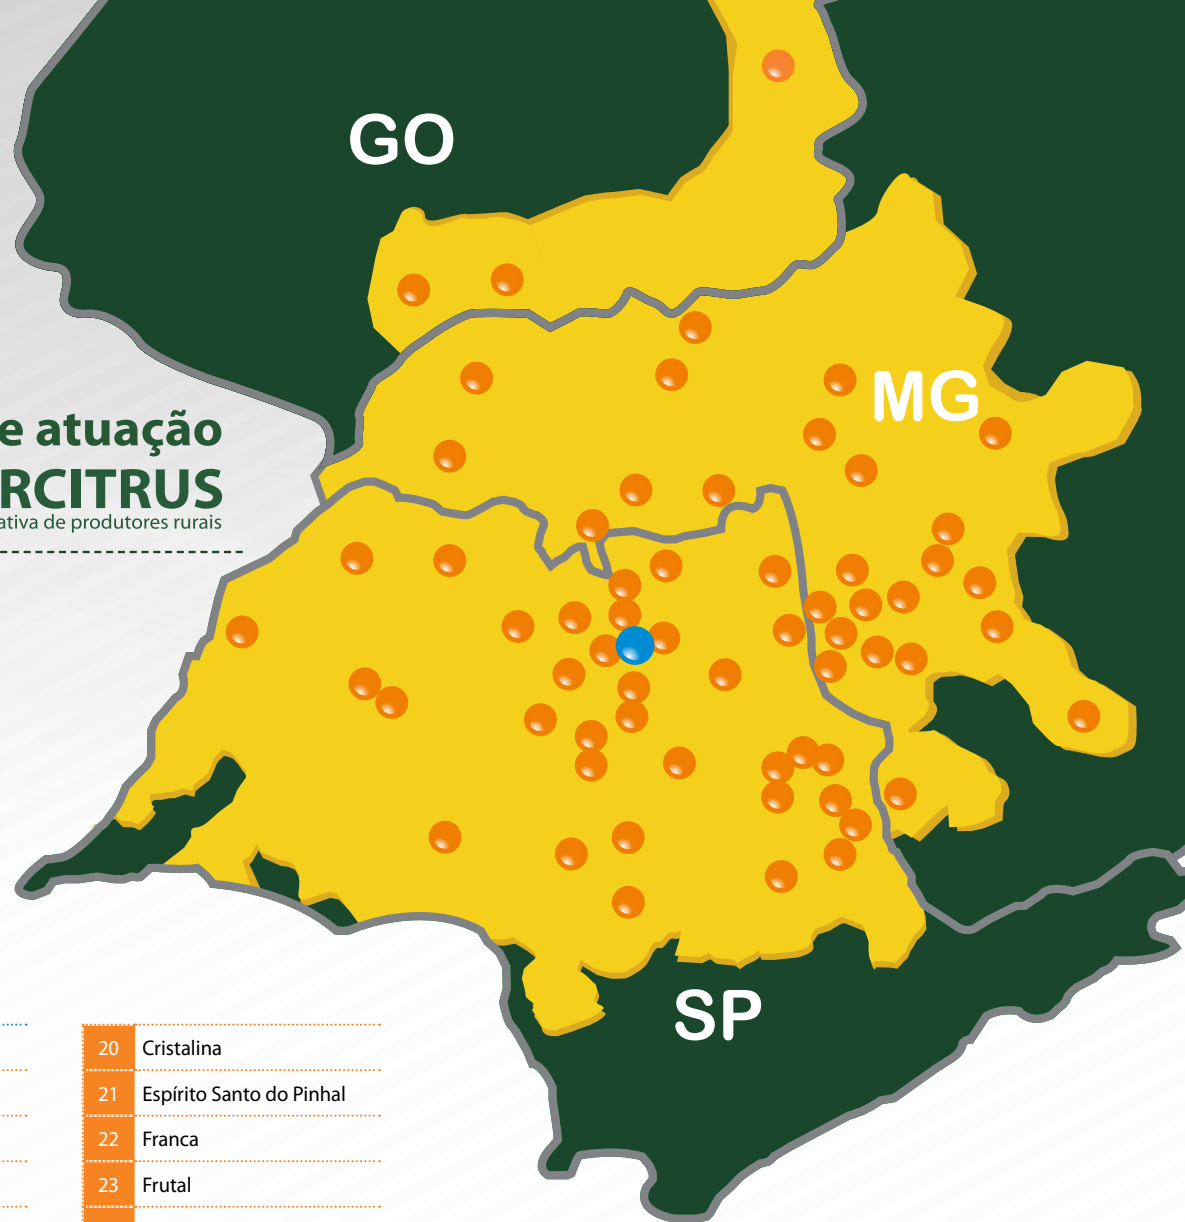 GO
MG
e atuação
RCITRUS
ativa de produtores rurais
SP
20 Cristalina
21 Espírito Santo do Pinhal
22 Franca
23 Frutal